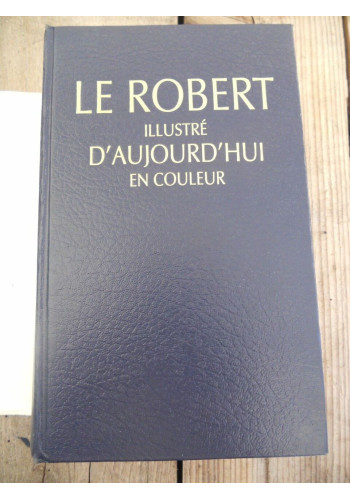 LE ROBERT
ILLUSTRÉ
D'AUJOURD'HUI
EN COULEUR